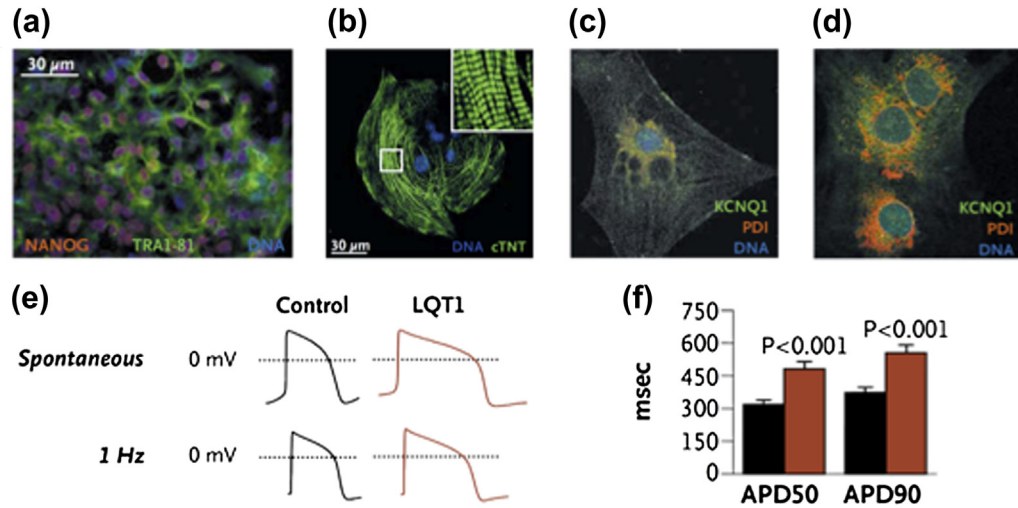 (a) (b) (c) (d)
30 µm
NANOG TRA1-81 DNA
30 µm DNA cTNT
KCNQ1
PDI
DNA
KCNQ1
PDI
DNA
(e)
Control LQT1
Spontaneous 0 mV
1 Hz 0 mV
(f)
750
600
450
300
150
0
msec
P<0.001
P<0.001
APD50 APD90